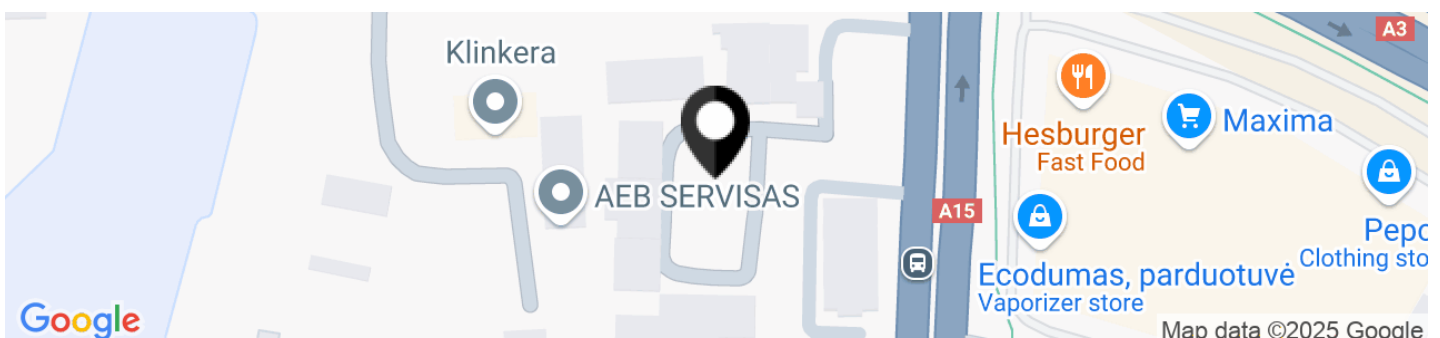 A3
Klinkera
Maxima
Hesburger
Fast Food
AEB SERVISAS
A15
Pepc
Clothing sto
Ecodumas, parduotuvė
Vaporizer store
Google
Map data ©2025 Google